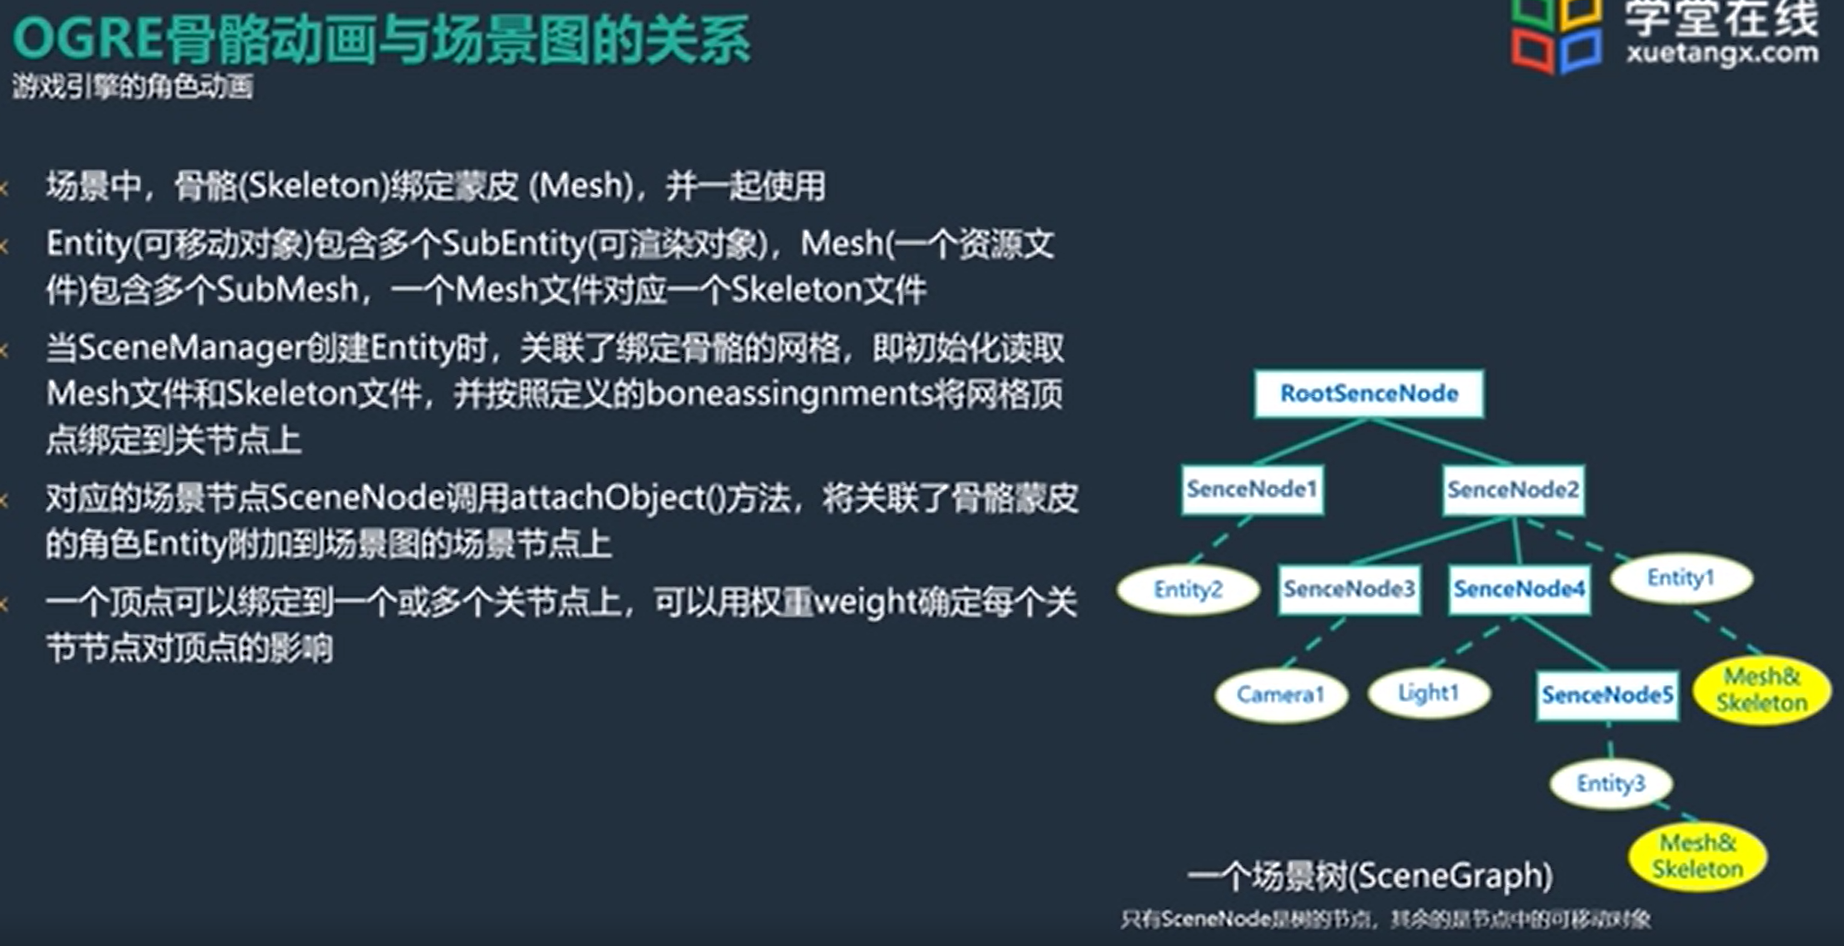 OGRE骨骼动画与场景图的关系
学堂在线
xuetangx.com
游戏引擎的角色动画
场景中，骨骼(Skeleton)绑定蒙皮 (Mesh)，并一起使用
Entity(可移动对象)包含多个SubEntity(可渲染对象)，Mesh(一个资源文
件)包含多个SubMesh，一个Mesh文件对应一个Skeleton文件
当SceneManager创建Entity时，关联了绑定骨骼的网格，即初始化读取
Mesh文件和Skeleton文件，并按照定义的boneassingnments将网格顶
点绑定到关节点上
对应的场景节点SceneNode调用attachObject()方法，将关联了骨骼蒙皮
的角色Entity附加到场景图的场景节点上
一个顶点可以绑定到一个或多个关节点上，可以用权重weight确定每个关
节节点对顶点的影响
RootSenceNode
SenceNode1
SenceNode2
Entity2
SenceNode3
SenceNode4
Entity1
Camera1
Light1
SenceNode5
Mesh&
Skeleton
Entity3
Mesh&
Skeleton
一个场景树(SceneGraph)
只有SceneNode是树的节点，其余的是节点中的可移动对象